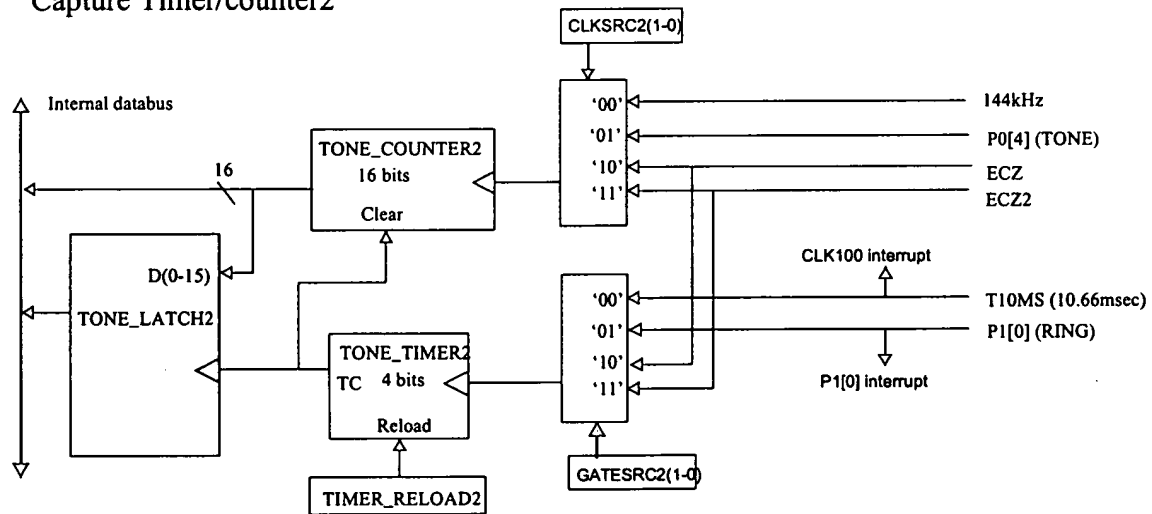 Capture Timer/counter2
CLKSRC2(1-0)
Internal databus
'00'
144kHz
TONE_COUNTER2
'01'
P0[4] (TONE)
16
16 bits
'10'
ECZ
'11'
ECZ2
Clear
CLK100 interrupt
D(0-15)
'00'
T10MS (10.66msec)
TONE_LATCH2
'01'
P1[0] (RING)
TONE_TIMER2
'10'
TC
4 bits
'11'
P1[0] interrupt
Reload
GATESRC2(1-0)
TIMER_RELOAD2